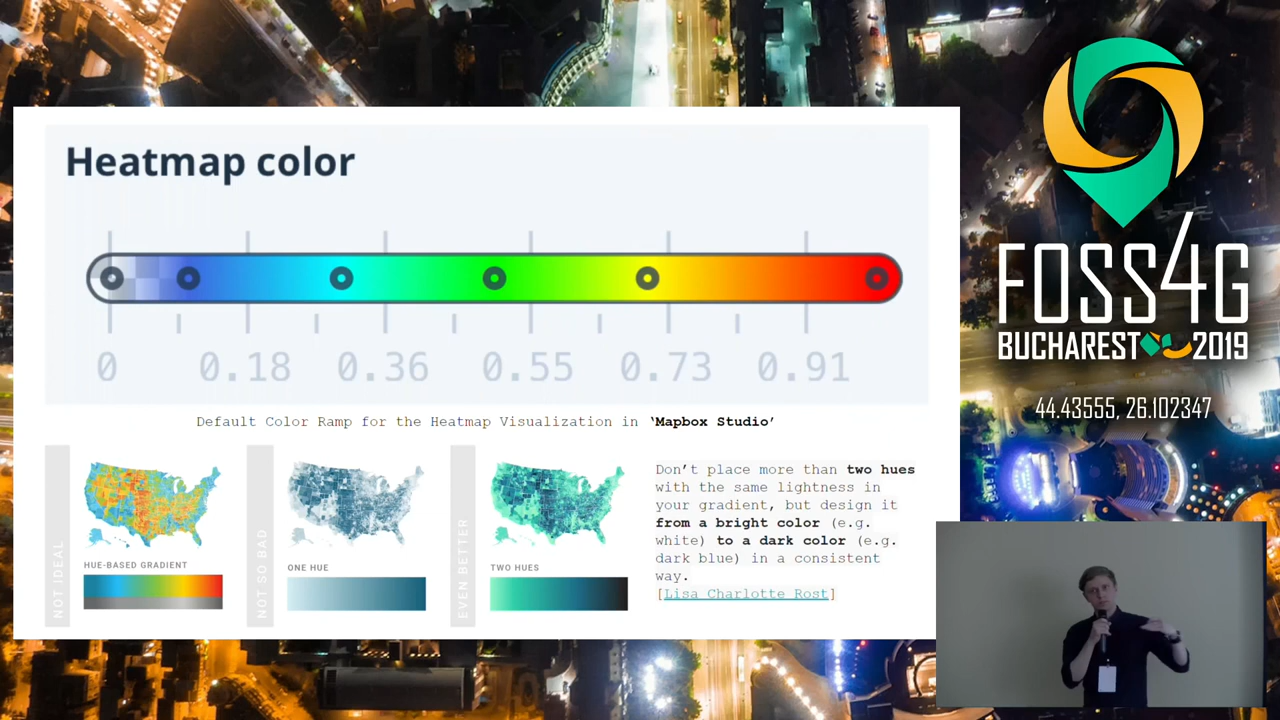 Heatmap color
0 0.18 0.36 0.55 0.73 0.91
Default Color Ramp for the Heatmap Visualization in ‘Mapbox Studio’
NOT IDEAL
HUE-BASED GRADIENT
NOT SO BAD
ONE HUE
EVEN BETTER
TWO HUES
Don’t place more than two hues
with the same lightness in
your gradient, but design it
from a bright color (e.g.
white) to a dark color (e.g.
dark blue) in a consistent
way.
[Lisa Charlotte Rost]
FOSS4G
BUCHAREST 2019
44.43555, 26.102347